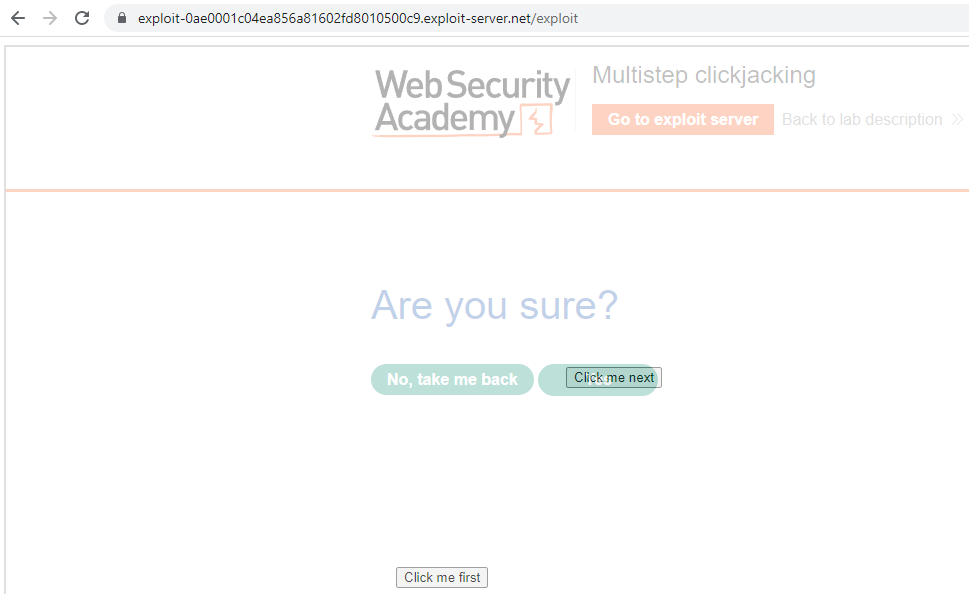 exploit-0ae0001c04ea856a81602fd8010500c9.exploit-server.net/exploit
Web Security
Academy
Multistep clickjacking
Go to exploit server
Back to lab description
Are you sure?
No, take me back
Yes
Click me next
Click me first